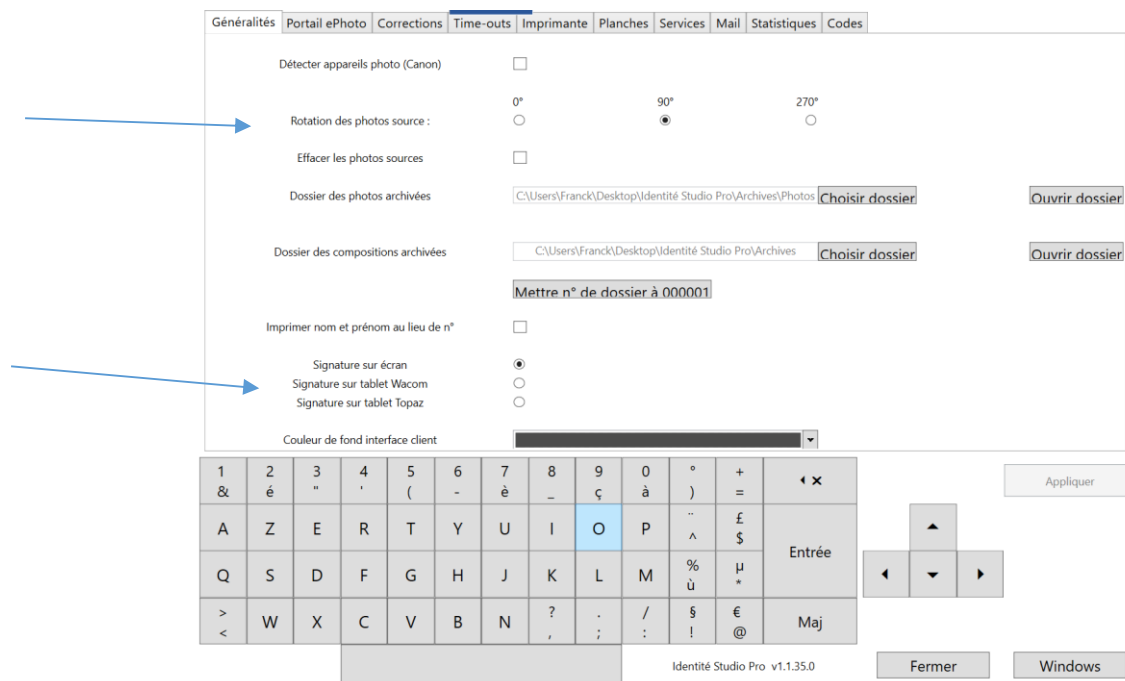 Généralités Portail ePhoto Corrections Time-outs Imprimante Planches Services Mail Statistiques Codes
Détecter appareils photo (Canon)
0° 90° 270°
Rotation des photos source :
Effacer les photos sources
Dossier des photos archivées C:\Users\Franck\Desktop\Identité Studio Pro\Archives\Photos Choisir dossier Ouvrir dossier
Dossier des compositions archivées C:\Users\Franck\Desktop\Identité Studio Pro\Archives Choisir dossier Ouvrir dossier
Mettre n° de dossier à 000001
Imprimer nom et prénom au lieu de n°
Signature sur écran
Signature sur tablet Wacom
Signature sur tablet Topaz
Couleur de fond interface client
1 2 3 4 5 6 7 8 9 0 ° +
& é " ' ( - è _ ç à ) =
Appliquer
A Z E R T Y U I O P ¨ £
^ $
Entrée
Q S D F G H J K L M % µ
ù *
> ? . / § €
< W X C V B N , ; : ! @ Maj
Identité Studio Pro v1.1.35.0 Fermer Windows